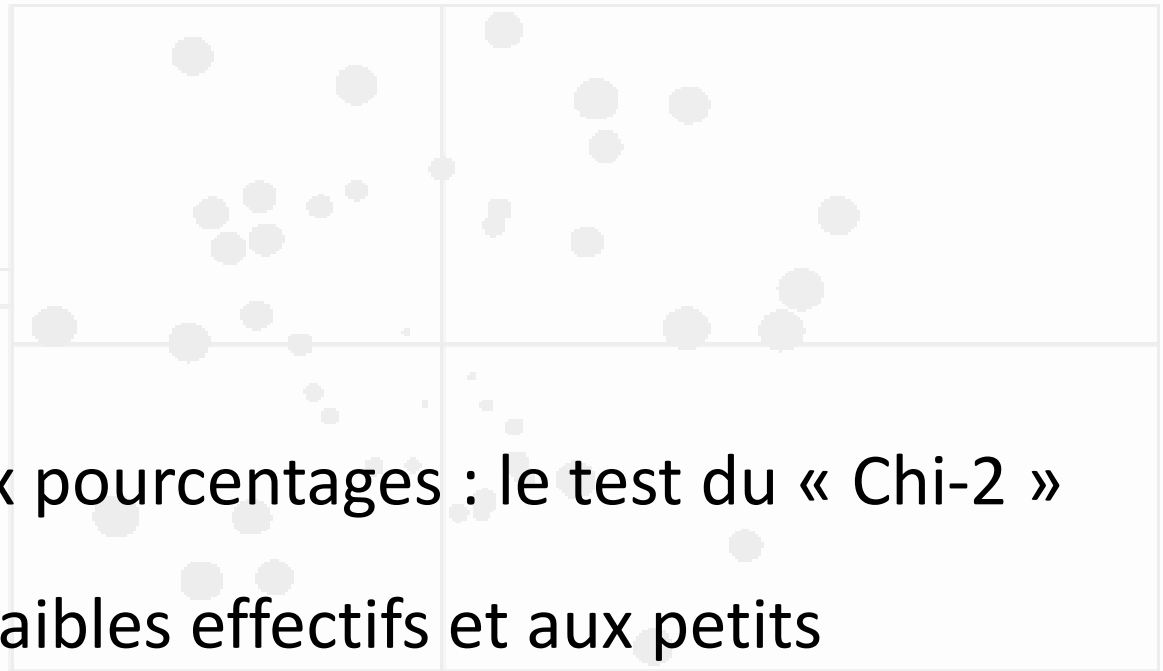 x pourcentages : le test du « Chi-2 »
aibles effectifs et aux petits